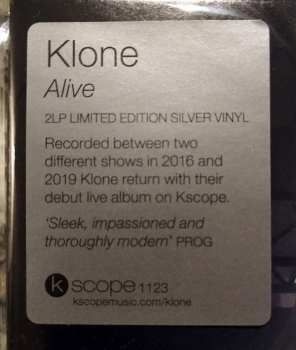 Klone
Alive
2LP LIMITED EDITION SILVER VINYL
Recorded between two
different shows in 2016 and
2019 Klone return with their
debut live album on Kscope.
'Sleek, impassioned and
thoroughly modern' PROG
kscope 1123
kscopemusic.com/klone